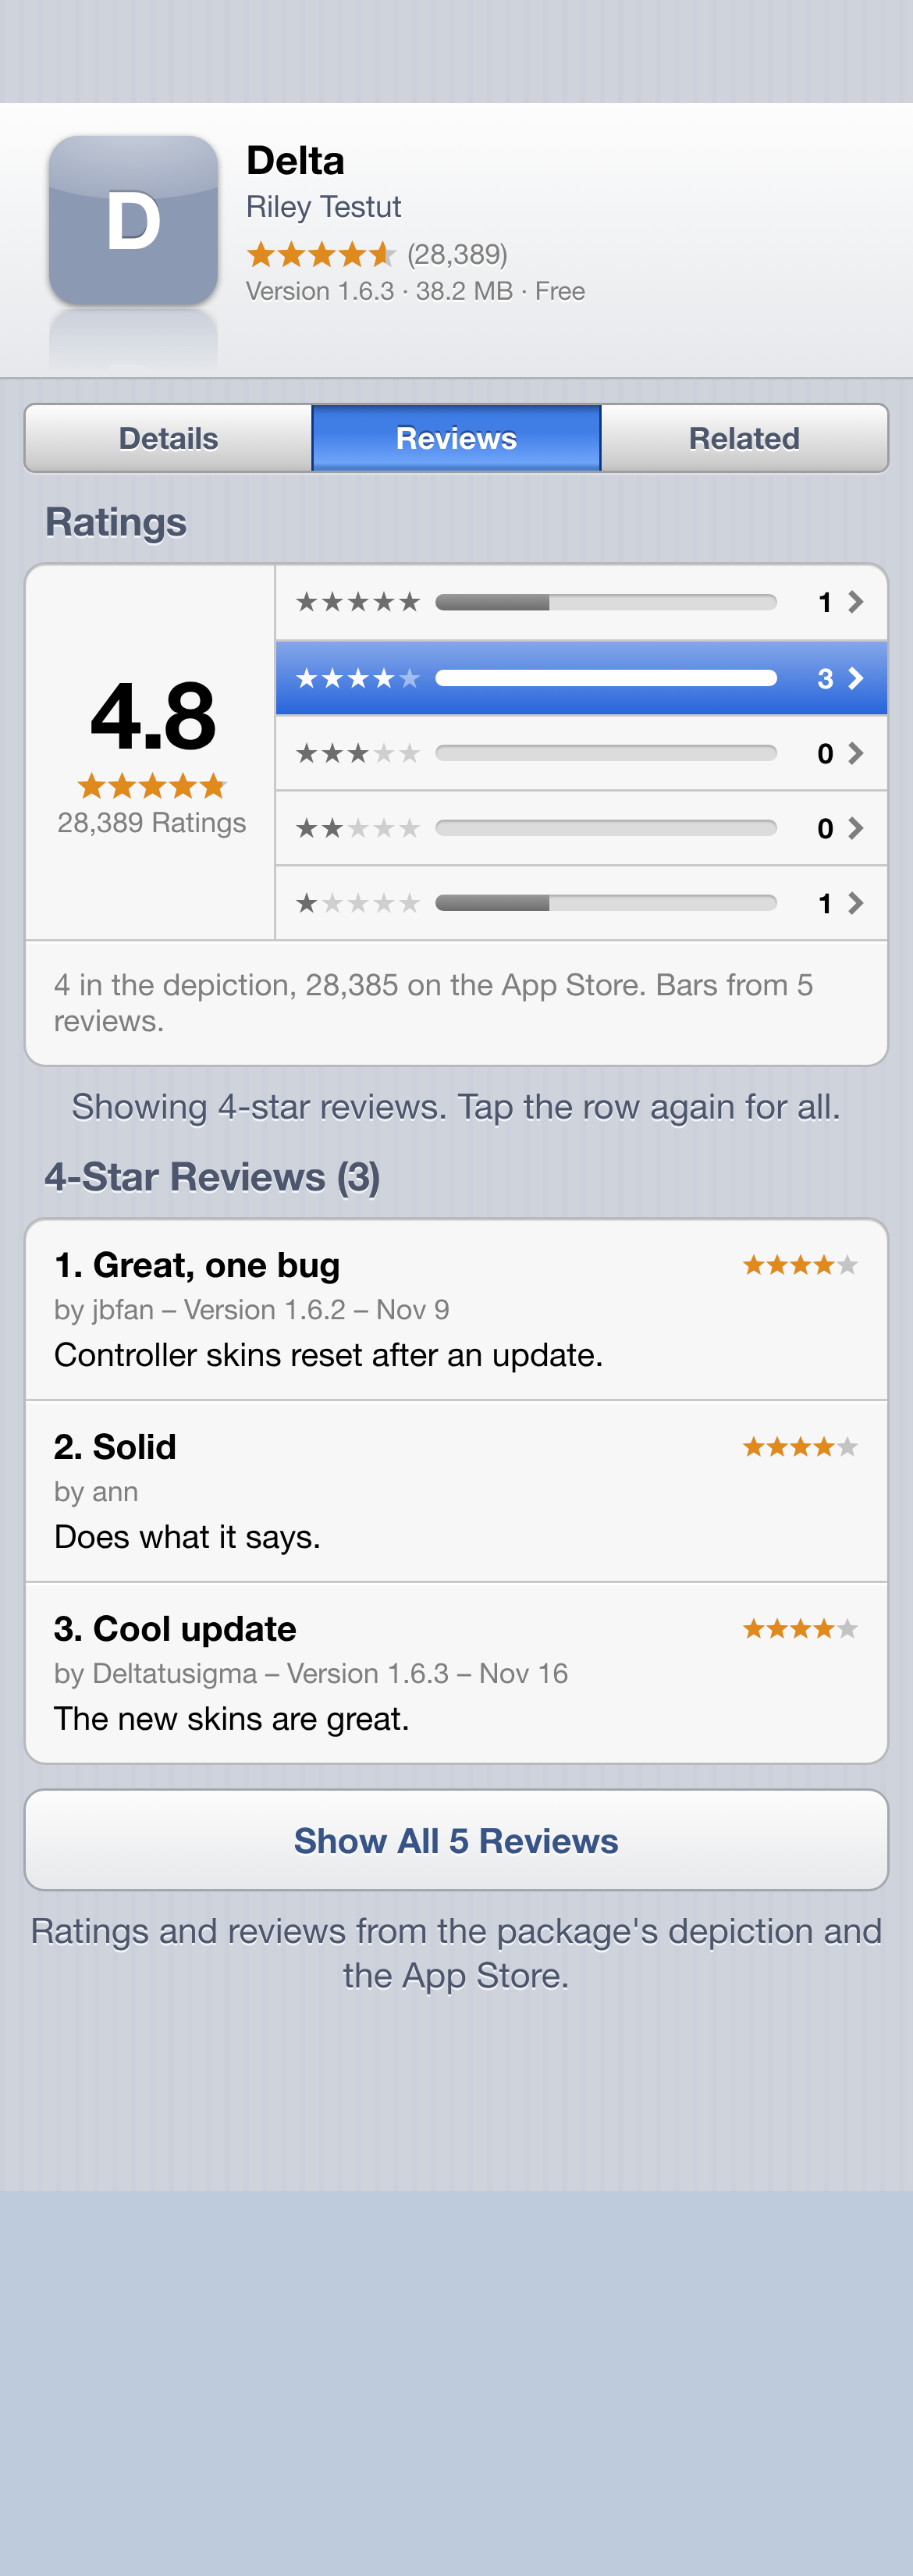 D
Delta
Riley Testut
(28,389)
Version 1.6.3 · 38.2 MB · Free
Details
Reviews
Related
Ratings
4.8
28,389 Ratings
1
3
0
0
1
4 in the depiction, 28,385 on the App Store. Bars from 5
reviews.
Showing 4-star reviews. Tap the row again for all.
4-Star Reviews (3)
1. Great, one bug
by jbfan – Version 1.6.2 – Nov 9
Controller skins reset after an update.
2. Solid
by ann
Does what it says.
3. Cool update
by Deltatusigma – Version 1.6.3 – Nov 16
The new skins are great.
Show All 5 Reviews
Ratings and reviews from the package's depiction and
the App Store.